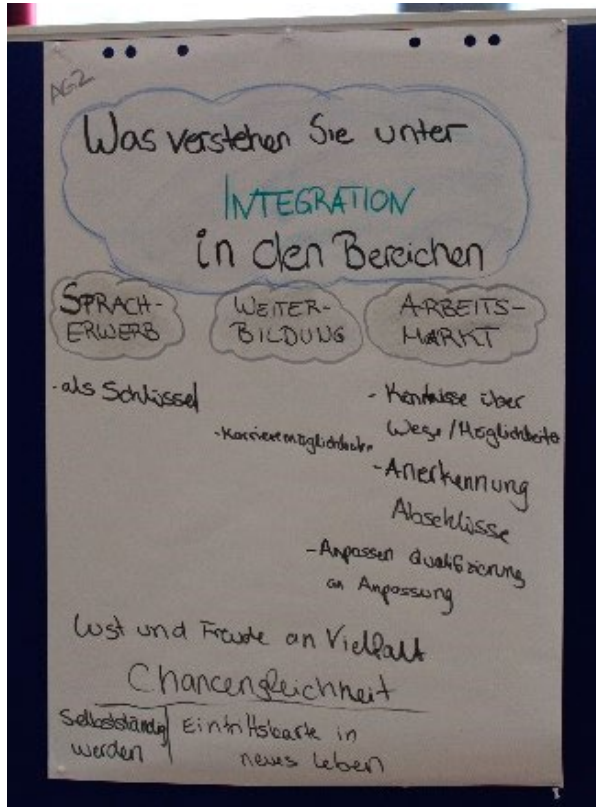 AG2
Was verstehen Sie unter
INTEGRATION
in den Bereichen
SPRACH-
ERWERB
WEITER-
BILDUNG
ARBEITS-
MARKT
-als Schlüssel
-Karrieremöglichkeiten
- Kenntnisse über
Wege/Möglichkeiten
-Anerkennung
Abschlüsse
-Anpassen Qualifizierung
an Anpassung
Lust und Freude an Vielfalt
Chancengleichheit
Selbstständig
werden
Eintrittskarte in
neues Leben